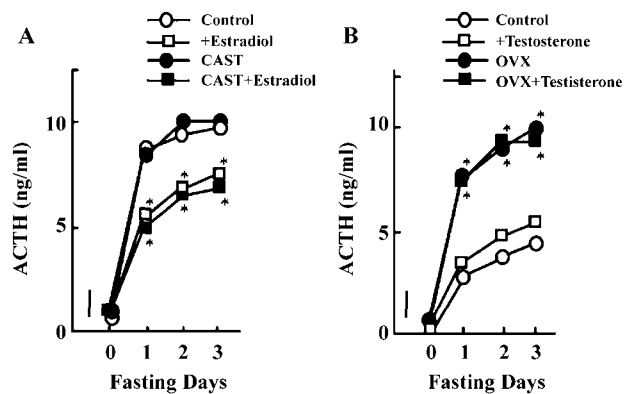 A
Control
+Estradiol
CAST
CAST+Estradiol
ACTH (ng/ml)
10
5
0
* * *
* * *
0 1 2 3
Fasting Days
B
Control
+Testosterone
OVX
OVX+Testisterone
ACTH (ng/ml)
10
5
0
* * *
* * *
0 1 2 3
Fasting Days